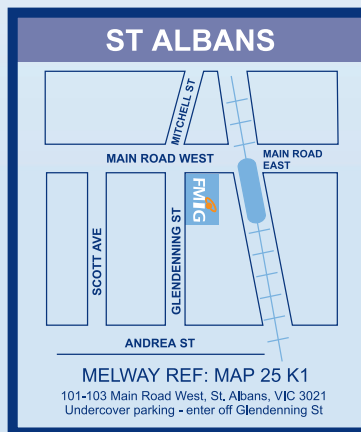 ST ALBANS
MITCHELL ST
MAIN ROAD WEST
MAIN ROAD
EAST
FMIG
SCOTT AVE
GLENDENNING ST
ANDREA ST
MELWAY REF: MAP 25 K1
101-103 Main Road West, St, Albans, VIC 3021
Undercover parking - enter off Glendenning St